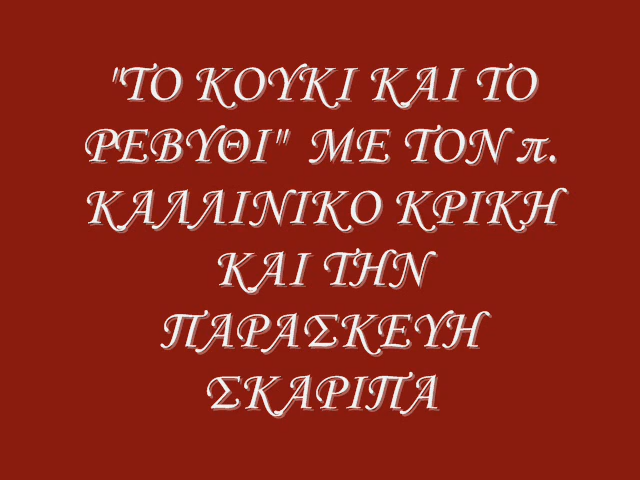 "ΤΟ ΚΟΥΚΙ ΚΑΙ ΤΟ
ΡΕΒΥΘΙ" ΜΕ ΤΟΝ π.
ΚΑΛΛΙΝΙΚΟ ΚΡΙΚΗ
ΚΑΙ ΤΗΝ
ΠΑΡΑΣΚΕΥΗ
ΣΚΑΡΙΠΑ